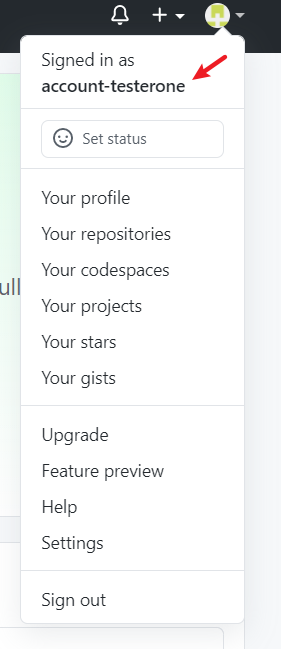 Signed in as
account-testerone
Set status
Your profile
Your repositories
ull
Your codespaces
Your projects
Your stars
Your gists
Upgrade
Feature preview
Help
Settings
Sign out